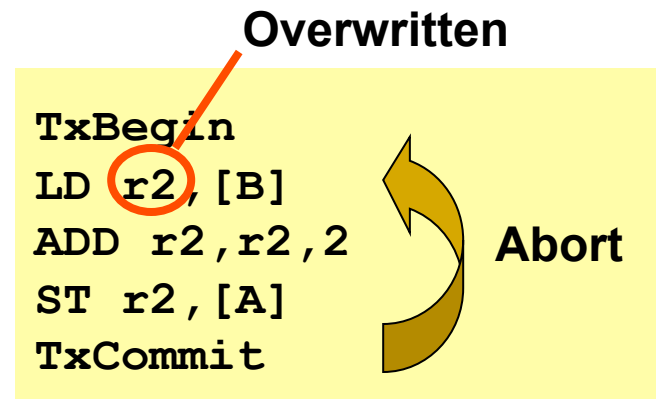 Overwritten
TxBegin
LD r2,[B]
ADD r2,r2,2
Abort
ST r2,[A]
TxCommit